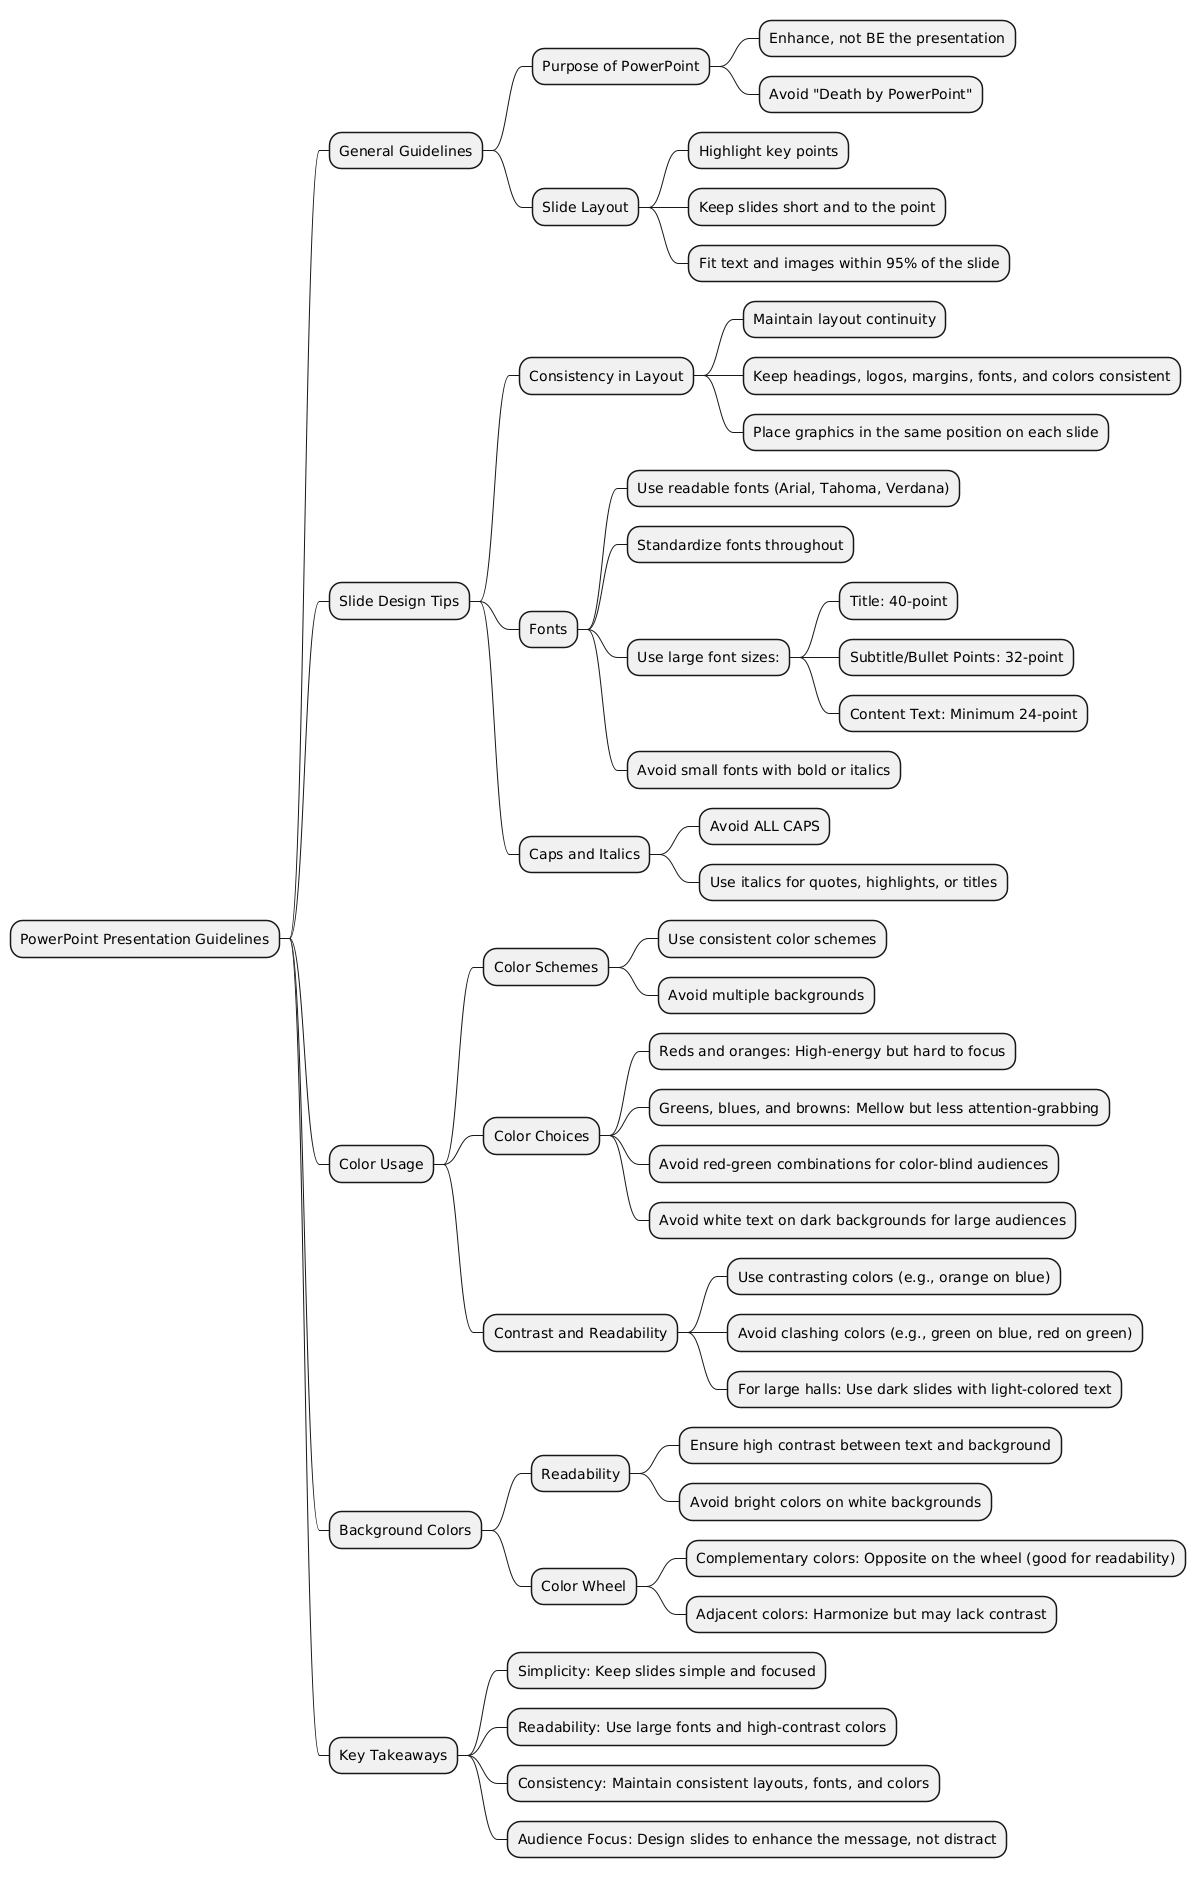 PowerPoint Presentation Guidelines
General Guidelines
Purpose of PowerPoint
Enhance, not BE the presentation
Avoid "Death by PowerPoint"
Slide Layout
Highlight key points
Keep slides short and to the point
Fit text and images within 95% of the slide
Slide Design Tips
Consistency in Layout
Maintain layout continuity
Keep headings, logos, margins, fonts, and colors consistent
Place graphics in the same position on each slide
Fonts
Use readable fonts (Arial, Tahoma, Verdana)
Standardize fonts throughout
Use large font sizes:
Title: 40-point
Subtitle/Bullet Points: 32-point
Content Text: Minimum 24-point
Avoid small fonts with bold or italics
Caps and Italics
Avoid ALL CAPS
Use italics for quotes, highlights, or titles
Color Usage
Color Schemes
Use consistent color schemes
Avoid multiple backgrounds
Color Choices
Reds and oranges: High-energy but hard to focus
Greens, blues, and browns: Mellow but less attention-grabbing
Avoid red-green combinations for color-blind audiences
Avoid white text on dark backgrounds for large audiences
Contrast and Readability
Use contrasting colors (e.g., orange on blue)
Avoid clashing colors (e.g., green on blue, red on green)
For large halls: Use dark slides with light-colored text
Background Colors
Readability
Ensure high contrast between text and background
Avoid bright colors on white backgrounds
Color Wheel
Complementary colors: Opposite on the wheel (good for readability)
Adjacent colors: Harmonize but may lack contrast
Key Takeaways
Simplicity: Keep slides simple and focused
Readability: Use large fonts and high-contrast colors
Consistency: Maintain consistent layouts, fonts, and colors
Audience Focus: Design slides to enhance the message, not distract